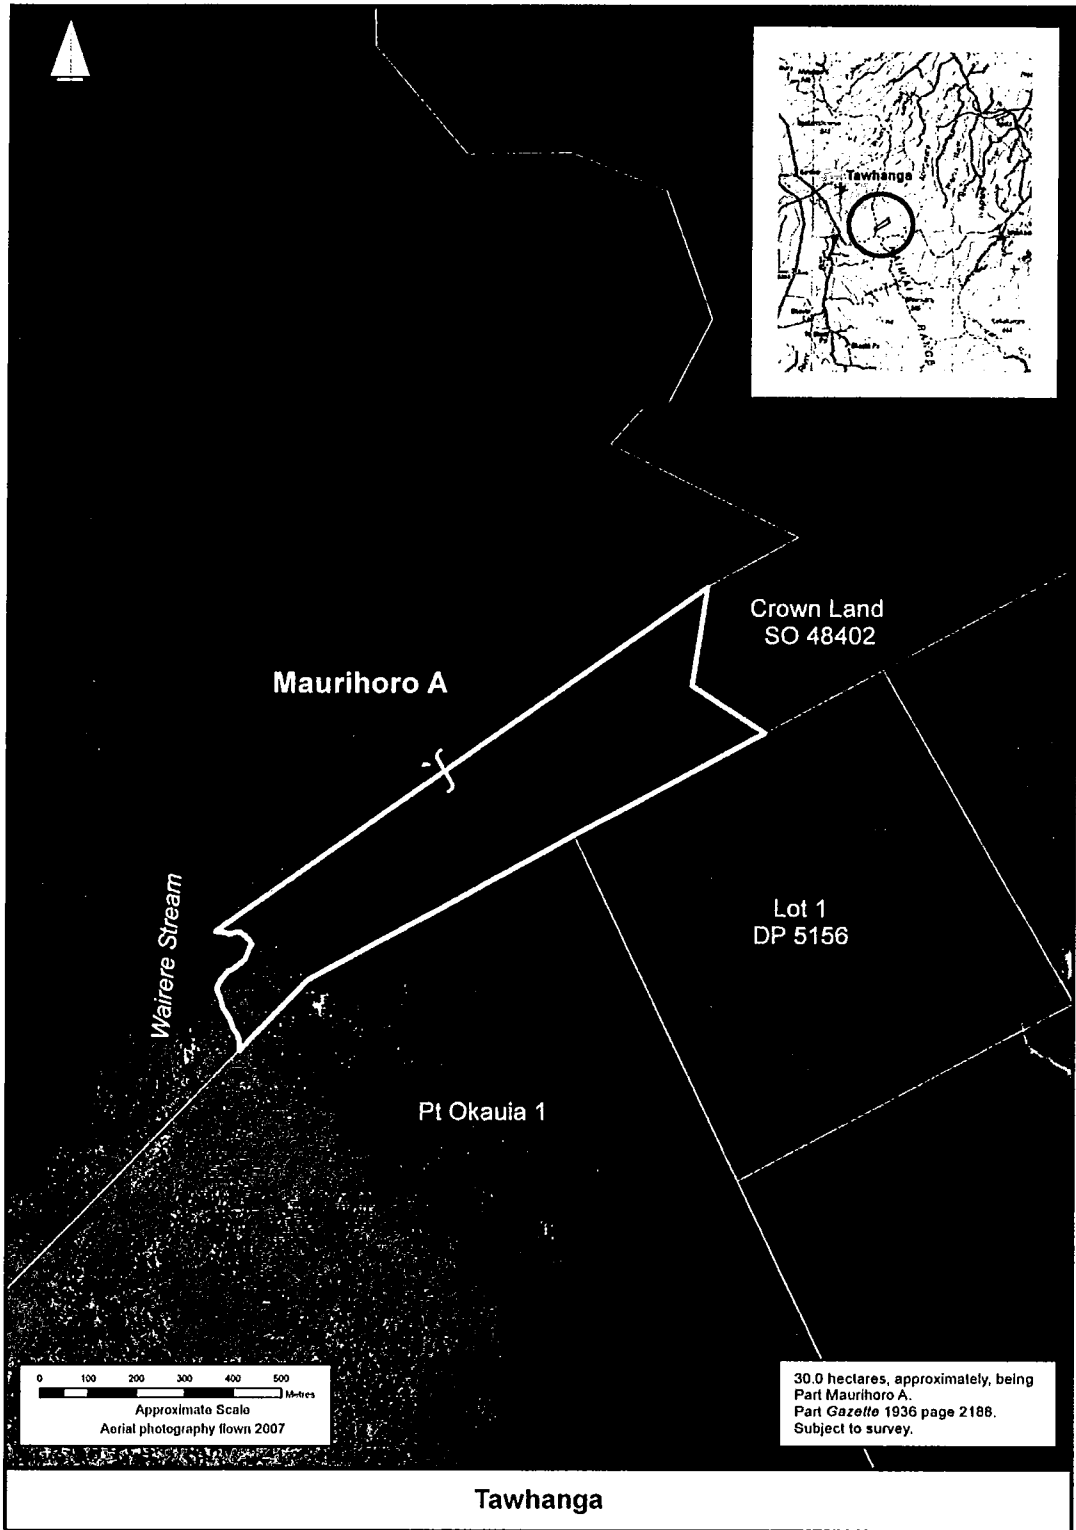 Tawhanga
RANGE
Crown Land
SO 48402
Maurihoro A
Wairere Stream
Lot 1
DP 5156
Pt Okauia 1
0 100 200 300 400 500
Metres
Approximate Scale
Aerial photography flown 2007
30.0 hectares, approximately, being
Part Maurihoro A.
Part Gazette 1936 page 2188.
Subject to survey.
Tawhanga